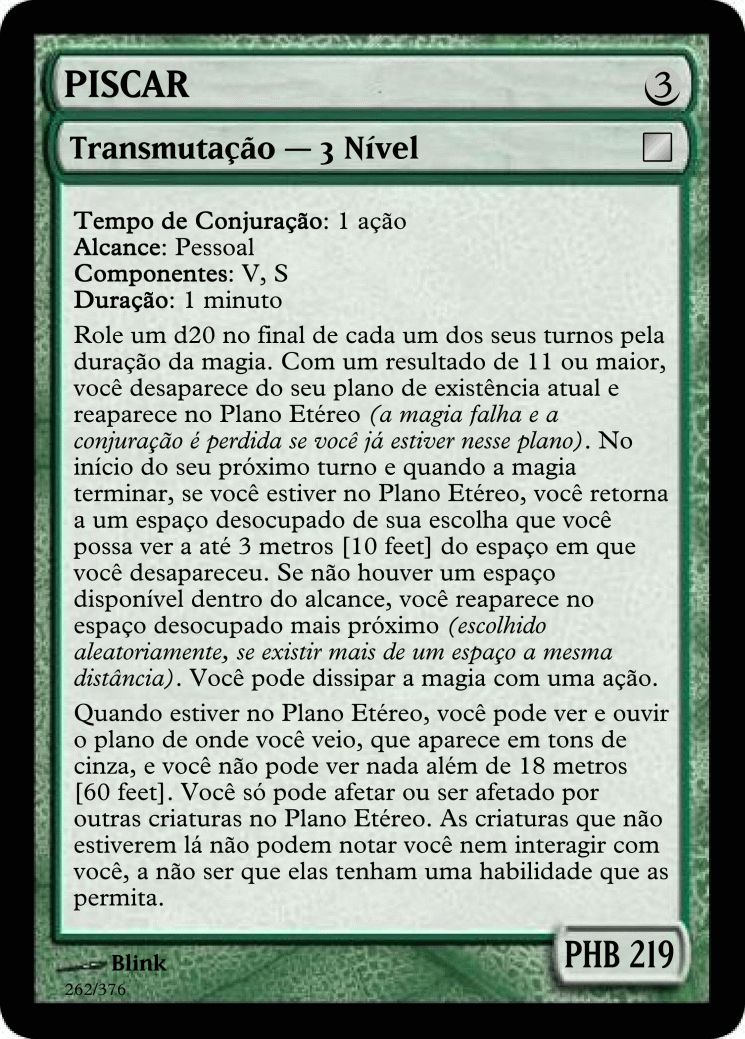 PISCAR
3
Transmutação — 3 Nível
Tempo de Conjuração: 1 ação
Alcance: Pessoal
Componentes: V, S
Duração: 1 minuto
Role um d20 no final de cada um dos seus turnos pela
duração da magia. Com um resultado de 11 ou maior,
você desaparece do seu plano de existência atual e
reaparece no Plano Etéreo (a magia falha e a
conjuração é perdida se você já estiver nesse plano). No
início do seu próximo turno e quando a magia
terminar, se você estiver no Plano Etéreo, você retorna
a um espaço desocupado de sua escolha que você
possa ver a até 3 metros [10 feet] do espaço em que
você desapareceu. Se não houver um espaço
disponível dentro do alcance, você reaparece no
espaço desocupado mais próximo (escolhido
aleatoriamente, se existir mais de um espaço a mesma
distância). Você pode dissipar a magia com uma ação.
Quando estiver no Plano Etéreo, você pode ver e ouvir
o plano de onde você veio, que aparece em tons de
cinza, e você não pode ver nada além de 18 metros
[60 feet]. Você só pode afetar ou ser afetado por
outras criaturas no Plano Etéreo. As criaturas que não
estiverem lá não podem notar você nem interagir com
você, a não ser que elas tenham uma habilidade que as
permita.
PHB 219
Blink
262/376